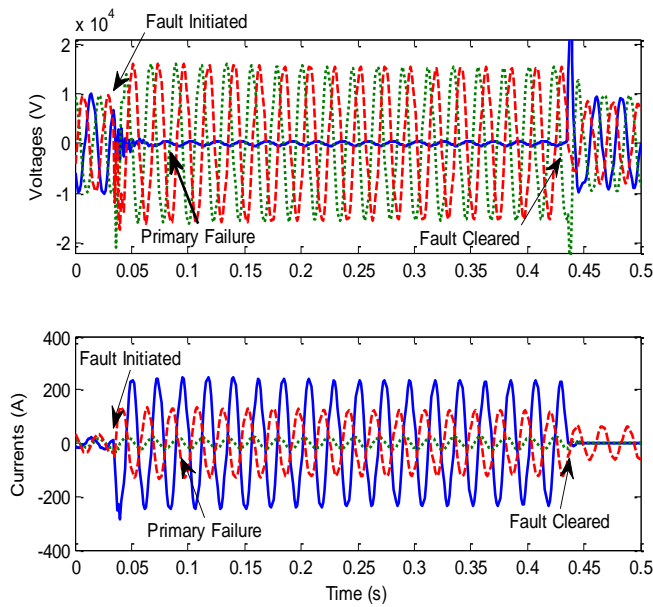 x 10⁴
Fault Initiated
2
1
0
-1
-2
Voltages (V)
Primary Failure
Fault Cleared
0 0.05 0.1 0.15 0.2 0.25 0.3 0.35 0.4 0.45 0.5
400
200
0
-200
-400
Currents (A)
Fault Initiated
Primary Failure
Fault Cleared
0 0.05 0.1 0.15 0.2 0.25 0.3 0.35 0.4 0.45 0.5
Time (s)